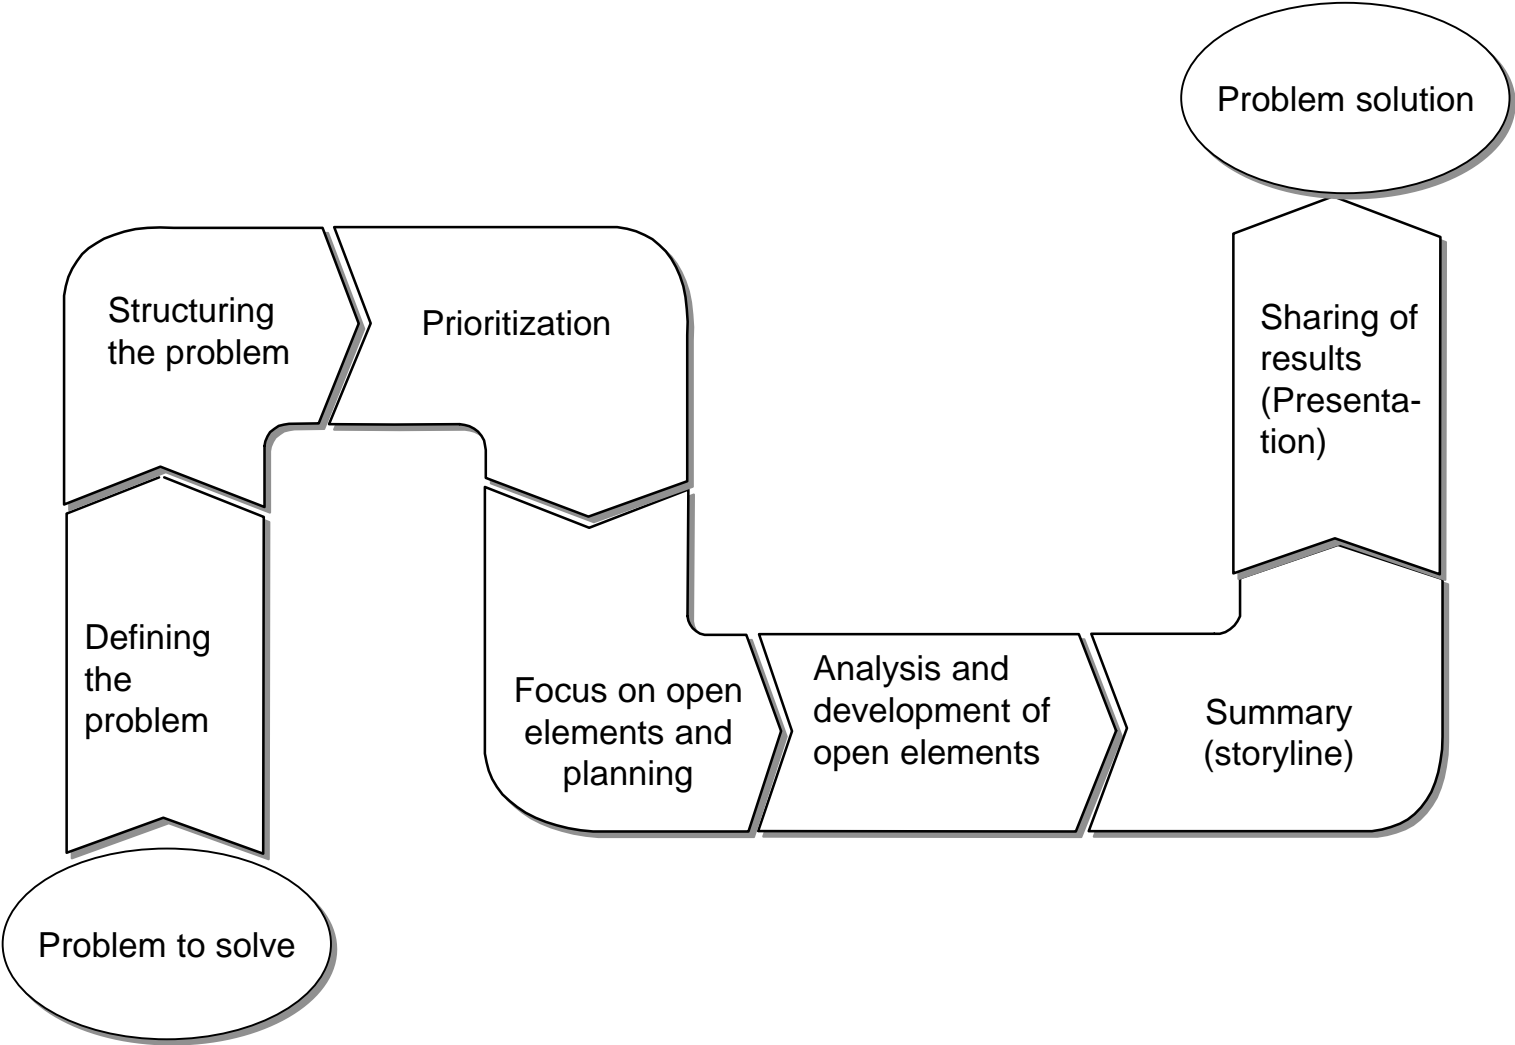 Problem to solve
Defining
the
problem
Structuring
the problem
Prioritization
Focus on open
elements and
planning
Analysis and
development of
open elements
Summary
(storyline)
Sharing of
results
(Presenta-
tion)
Problem solution